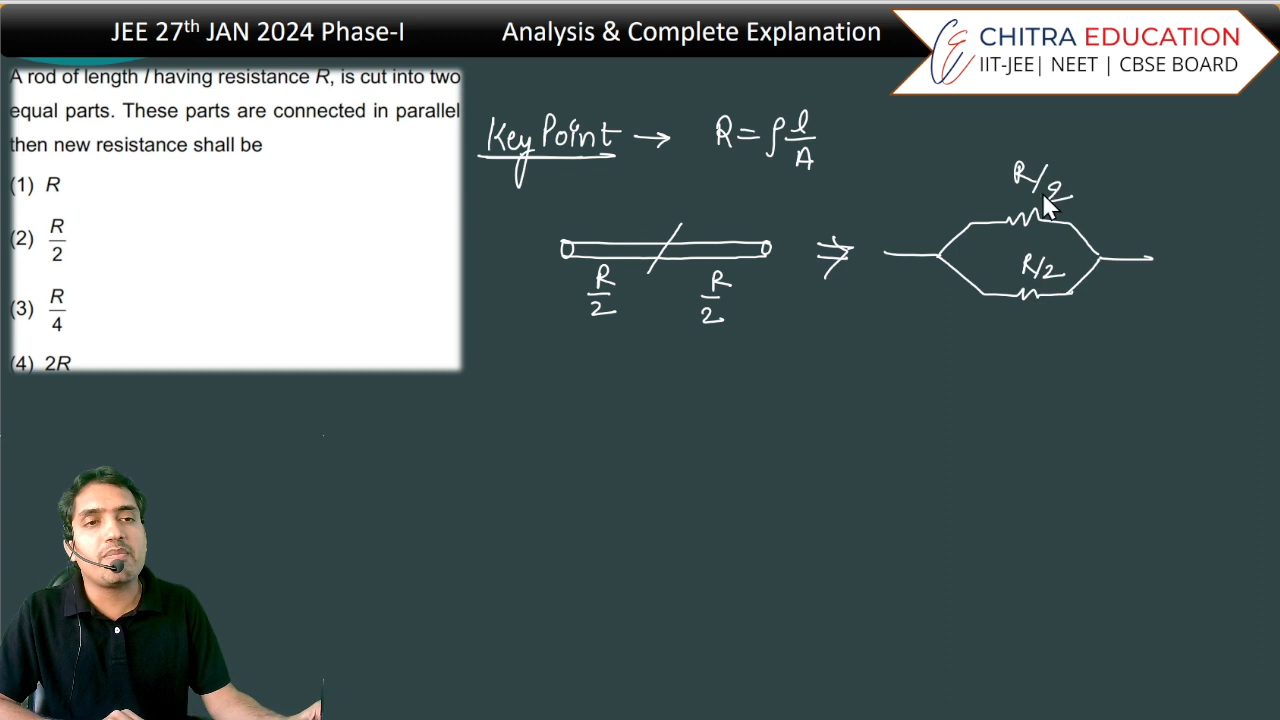 JEE 27th JAN 2024 Phase-I
Analysis & Complete Explanation
CHITRA EDUCATION
IIT-JEE| NEET | CBSE BOARD
A rod of length l having resistance R, is cut into two
equal parts. These parts are connected in parallel
then new resistance shall be
(1) R
(2) R/2
(3) R/4
(4) 2R
Key Point → R = ρ l/A
R/2
R/2
R/2
R/2